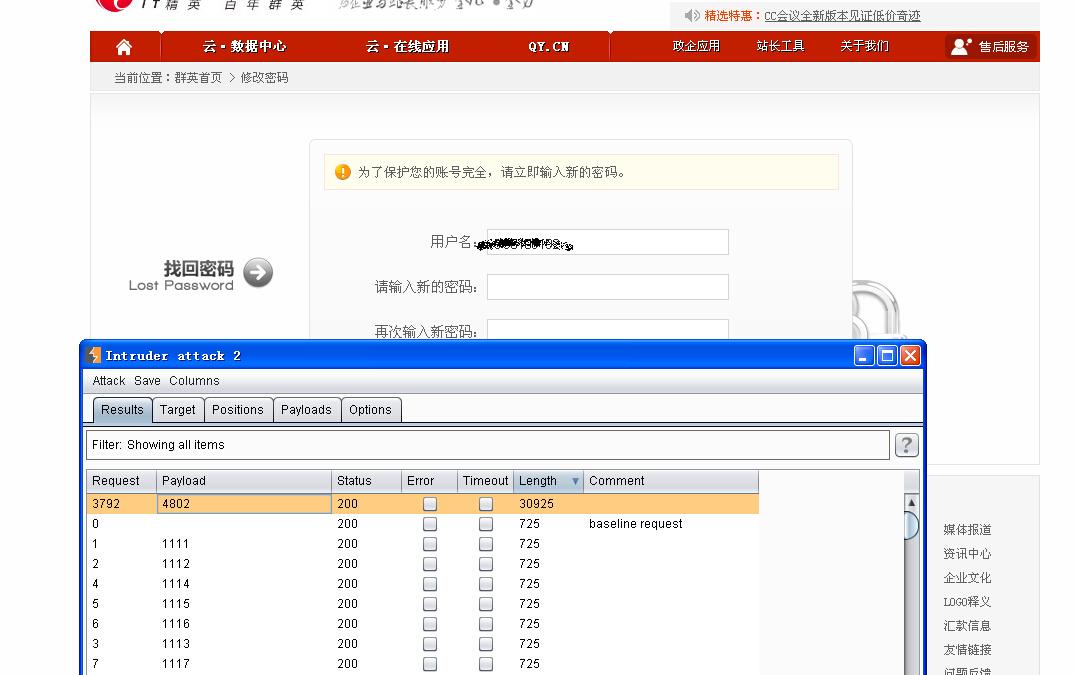 IT精英 百年群英
精选特惠：CC会议全新版本见证低价奇迹
云·数据中心 云·在线应用 QY.CN 政企应用 站长工具 关于我们 售后服务
当前位置：群英首页 > 修改密码
为了保护您的账号完全，请立即输入新的密码。
用户名：
找回密码
Lost Password
请输入新的密码：
再次输入新密码：
Intruder attack 2
Attack Save Columns
Results Target Positions Payloads Options
Filter: Showing all items
?
Request Payload Status Error Timeout Length Comment
3792 4802 200 30925
0 200 725 baseline request
1 1111 200 725
2 1112 200 725
4 1114 200 725
5 1115 200 725
6 1116 200 725
3 1113 200 725
7 1117 200 725
媒体报道
资讯中心
企业文化
LOGO释义
汇款信息
友情链接
问题反馈